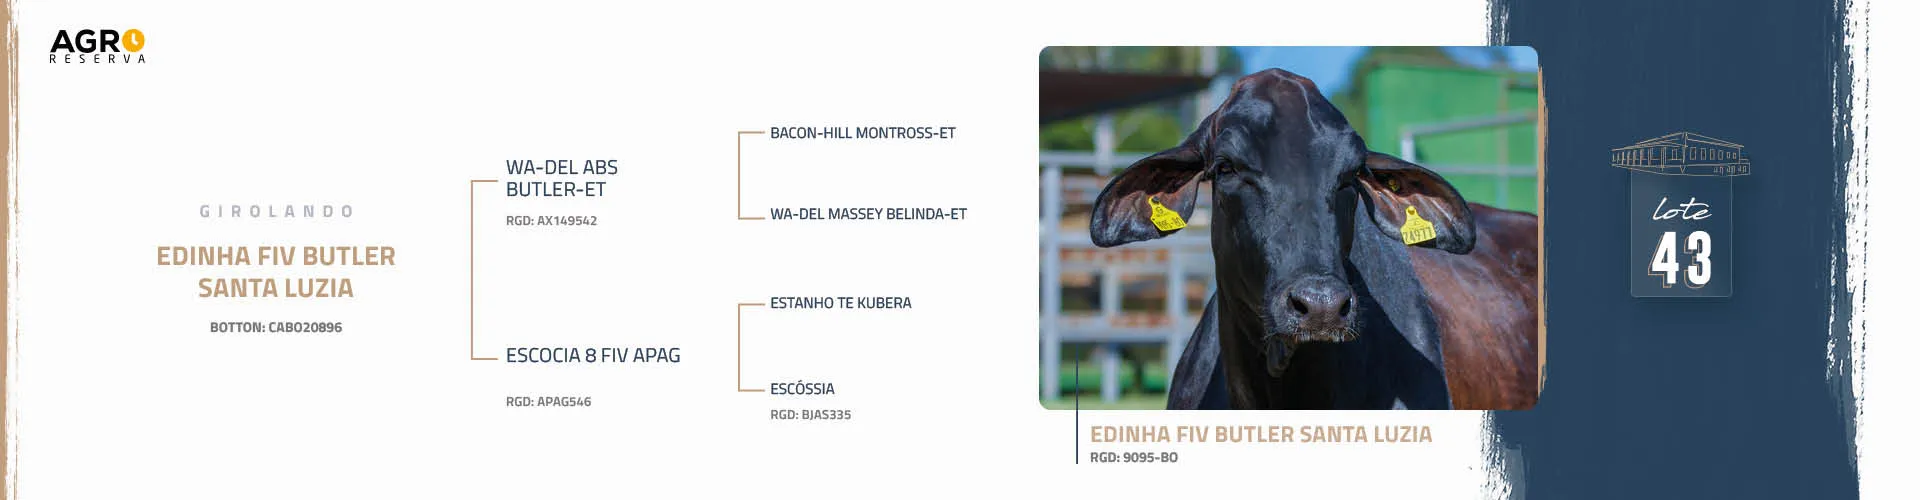 AGRO
RESERVA
GIROLANDO
EDINHA FIV BUTLER
SANTA LUZIA
BOTTON: CABO20896
WA-DEL ABS
BUTLER-ET
RGD: AX149542
ESCOCIA 8 FIV APAG
RGD: APAG546
BACON-HILL MONTROSS-ET
WA-DEL MASSEY BELINDA-ET
ESTANHO TE KUBERA
ESCÓSSIA
RGD: BJAS335
74977
EDINHA FIV BUTLER SANTA LUZIA
RGD: 9095-BO
lote
43